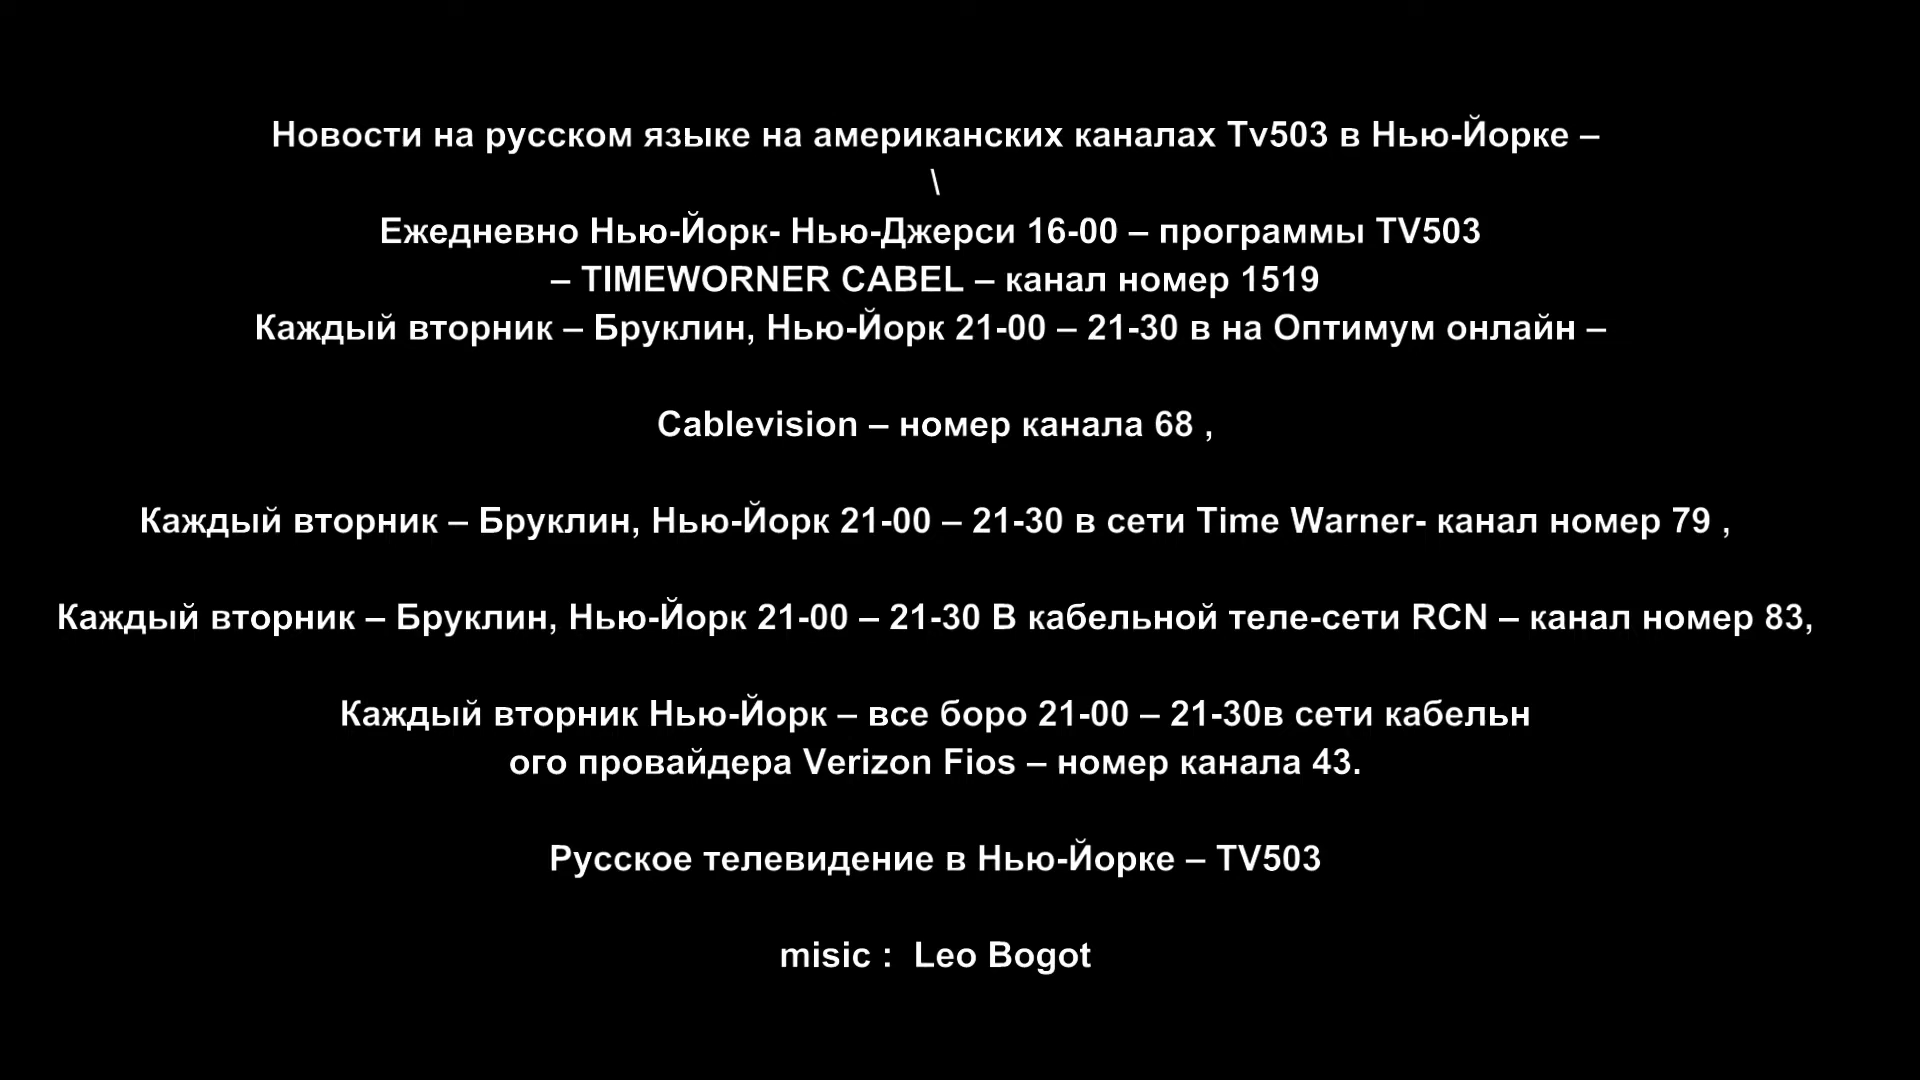 Новости на русском языке на американских каналах Tv503 в Нью-Йорке –
\
Ежедневно Нью-Йорк- Нью-Джерси 16-00 – программы TV503
– TIMEWORNER CABEL – канал номер 1519
Каждый вторник – Бруклин, Нью-Йорк 21-00 – 21-30 в на Оптимум онлайн –
Cablevision – номер канала 68 ,
Каждый вторник – Бруклин, Нью-Йорк 21-00 – 21-30 в сети Time Warner- канал номер 79 ,
Каждый вторник – Бруклин, Нью-Йорк 21-00 – 21-30 В кабельной теле-сети RCN – канал номер 83,
Каждый вторник Нью-Йорк – все боро 21-00 – 21-30в сети кабельн
ого провайдера Verizon Fios – номер канала 43.
Русское телевидение в Нью-Йорке – TV503
misic :  Leo Bogot